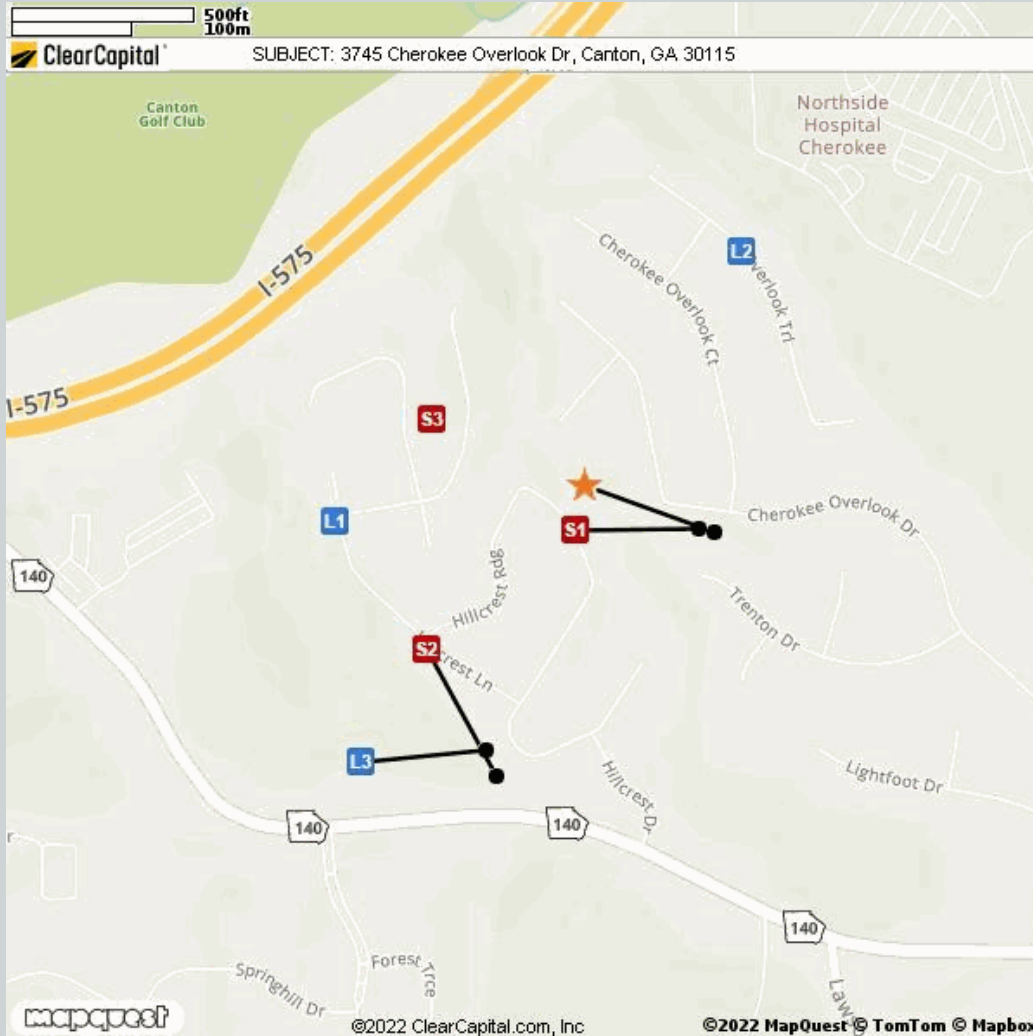 500ft
100m
ClearCapital
SUBJECT: 3745 Cherokee Overlook Dr, Canton, GA 30115
Canton
Golf Club
Northside
Hospital
Cherokee
I-575
L2
Overlook Trl
Cherokee Overlook Ct
I-575
S3
L1
S1
Cherokee Overlook Dr
140
Hillcrest Rdg
Trenton Dr
S2
crest Ln
L3
Hillcrest Dr
Lightfoot Dr
140
140
140
Forest Trce
Springhill Dr
Law
mapquest
©2022 ClearCapital.com, Inc
©2022 MapQuest © TomTom © Mapbox